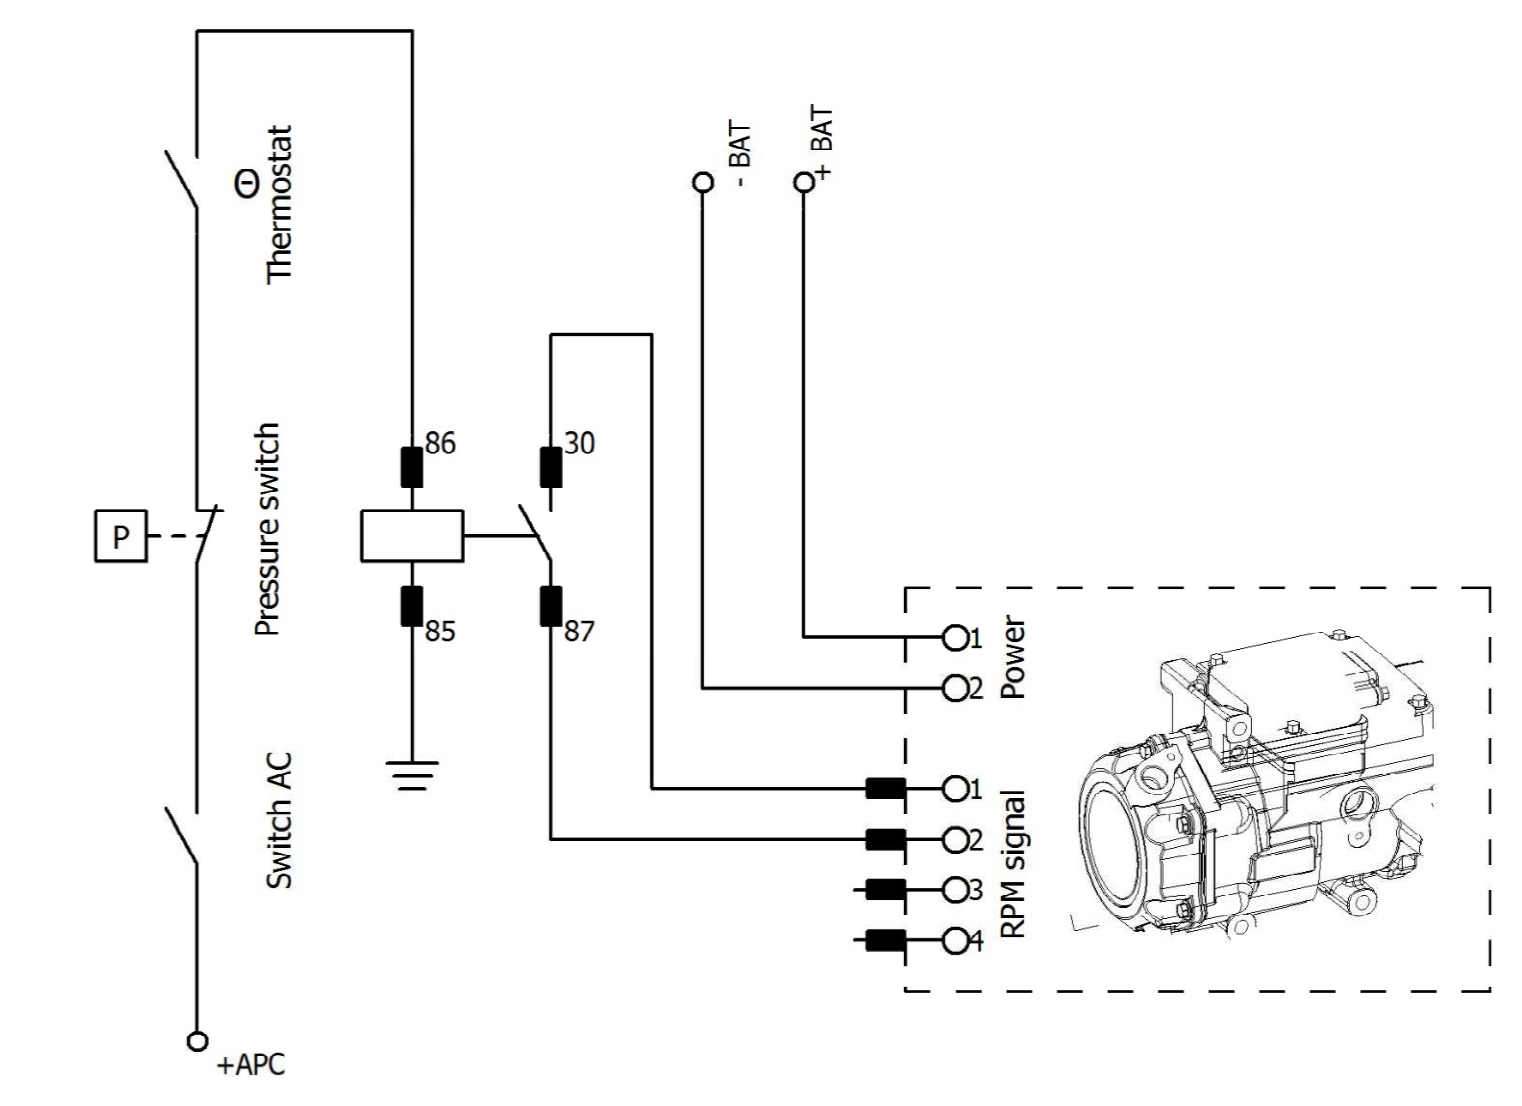 Θ
Thermostat
- BAT
+ BAT
Pressure switch
P
86
30
85
87
Switch AC
+APC
Power
1
2
RPM signal
1
2
3
4